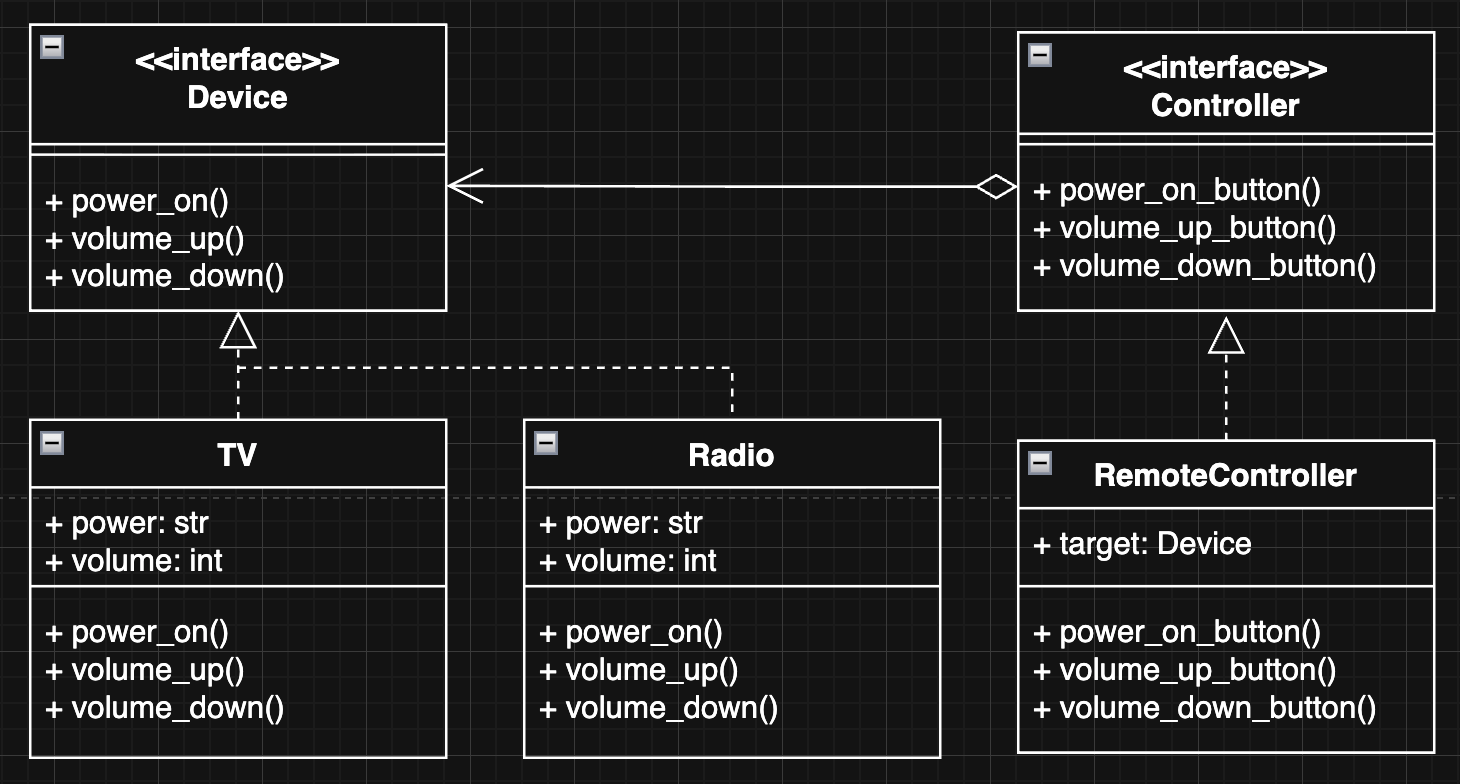 <<interface>>
Device
+ power_on()
+ volume_up()
+ volume_down()
<<interface>>
Controller
+ power_on_button()
+ volume_up_button()
+ volume_down_button()
TV
+ power: str
+ volume: int
+ power_on()
+ volume_up()
+ volume_down()
Radio
+ power: str
+ volume: int
+ power_on()
+ volume_up()
+ volume_down()
RemoteController
+ target: Device
+ power_on_button()
+ volume_up_button()
+ volume_down_button()